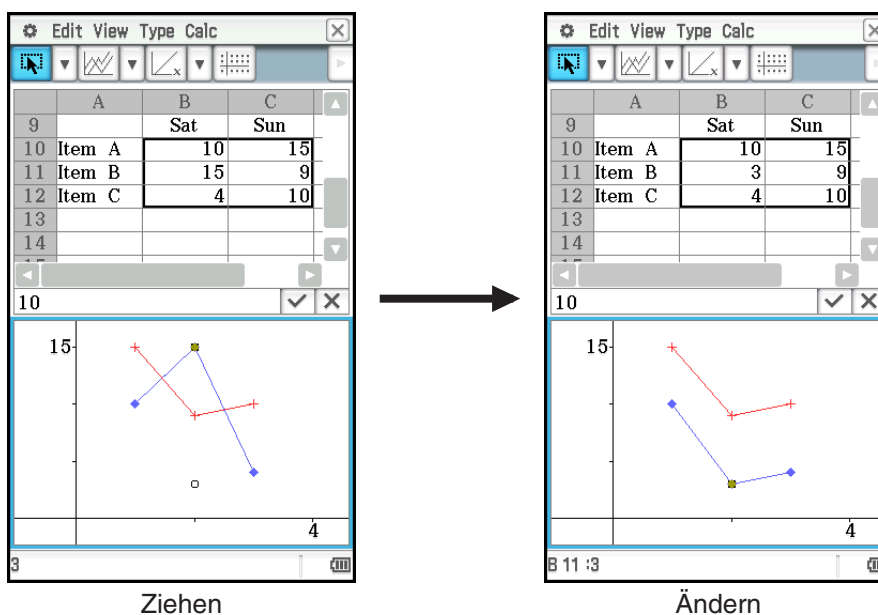 Edit View Type Calc
A B C
9 Sat Sun
10 Item A 10 15
11 Item B 15 9
12 Item C 4 10
13
14
10
15
4
3
Ziehen
Edit View Type Calc
A B C
9 Sat Sun
10 Item A 10 15
11 Item B 3 9
12 Item C 4 10
13
14
10
15
4
B 11 :3
Ändern